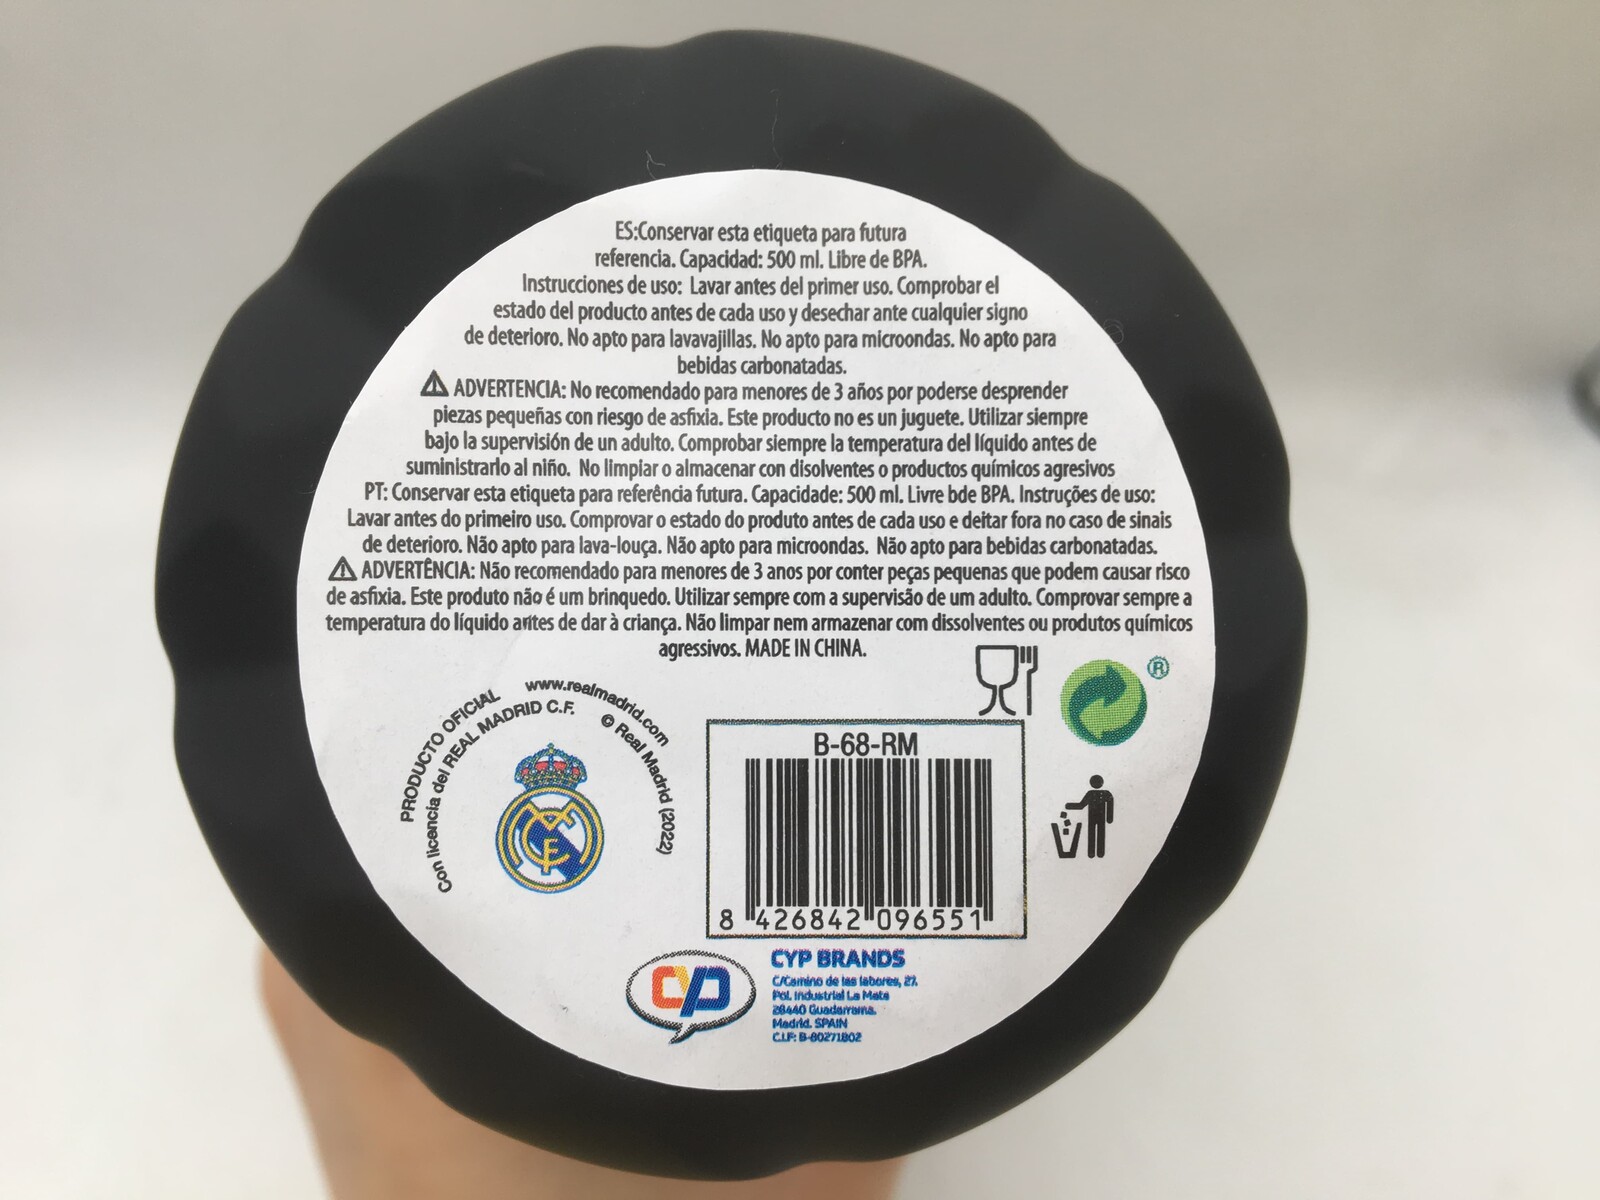 ES:Conservar esta etiqueta para futura
referencia. Capacidad: 500 ml. Libre de BPA.
Instrucciones de uso: Lavar antes del primer uso. Comprobar el
estado del producto antes de cada uso y desechar ante cualquier signo
de deterioro. No apto para lavavajillas. No apto para microondas. No apto para
bebidas carbonatadas.
⚠ ADVERTENCIA: No recomendado para menores de 3 años por poderse desprender
piezas pequeñas con riesgo de asfixia. Este producto no es un juguete. Utilizar siempre
bajo la supervisión de un adulto. Comprobar siempre la temperatura del líquido antes de
suministrarlo al niño. No limpiar o almacenar con disolventes o productos químicos agresivos
PT: Conservar esta etiqueta para referência futura. Capacidade: 500 ml. Livre bde BPA. Instruções de uso:
Lavar antes do primeiro uso. Comprovar o estado do produto antes de cada uso e deitar fora no caso de sinais
de deterioro. Não apto para lava-louça. Não apto para microondas. Não apto para bebidas carbonatadas.
⚠ ADVERTÊNCIA: Não recomendado para menores de 3 anos por conter peças pequenas que podem causar risco
de asfixia. Este produto não é um brinquedo. Utilizar sempre com a supervisão de um adulto. Comprovar sempre a
temperatura do líquido antes de dar à criança. Não limpar nem armazenar com dissolventes ou produtos químicos
agressivos. MADE IN CHINA.
PRODUCTO OFICIAL www.realmadrid.com
Con licencia del REAL MADRID C.F. © Real Madrid (2022)
®
B-68-RM
8 426842 096551
CYP
CYP BRANDS
C/Camino de las labores, 27.
Pol. Industrial La Mata
28440 Guadarrama.
Madrid. SPAIN
C.I.F: B-80271802